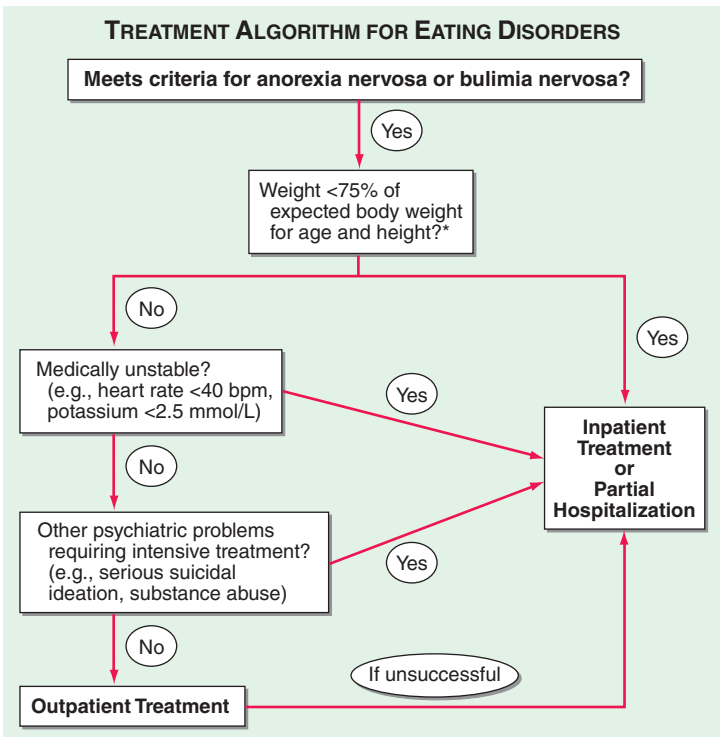 TREATMENT ALGORITHM FOR EATING DISORDERS
Meets criteria for anorexia nervosa or bulimia nervosa?
Yes
Weight <75% of
expected body weight
for age and height?*
No
Yes
Medically unstable?
(e.g., heart rate <40 bpm,
potassium <2.5 mmol/L)
Yes
Inpatient
Treatment
or
Partial
Hospitalization
No
Other psychiatric problems
requiring intensive treatment?
(e.g., serious suicidal
ideation, substance abuse)
Yes
No
If unsuccessful
Outpatient Treatment